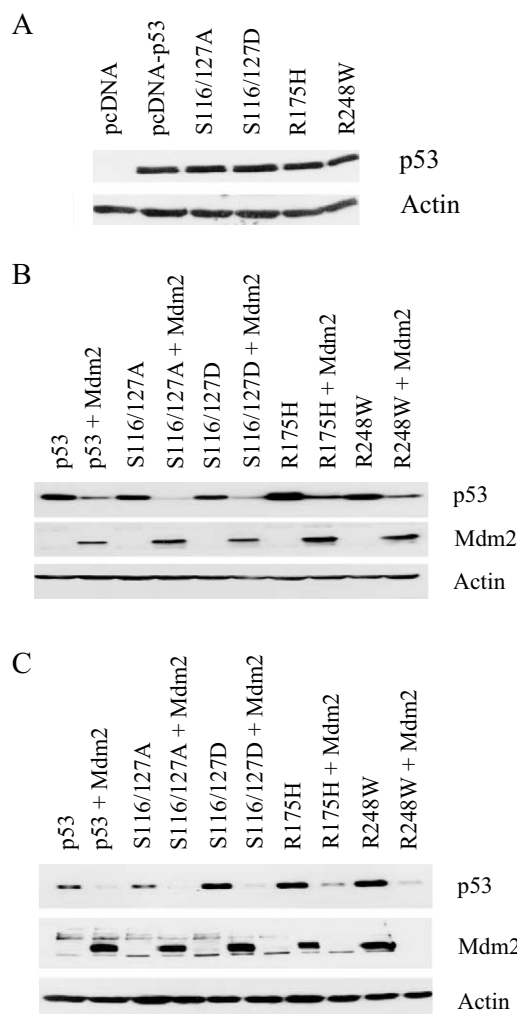 A
pcDNA
pcDNA-p53
S116/127A
S116/127D
R175H
R248W
p53
Actin
B
p53
p53 + Mdm2
S116/127A
S116/127A + Mdm2
S116/127D
S116/127D + Mdm2
R175H
R175H + Mdm2
R248W
R248W + Mdm2
p53
Mdm2
Actin
C
p53
p53 + Mdm2
S116/127A
S116/127A + Mdm2
S116/127D
S116/127D + Mdm2
R175H
R175H + Mdm2
R248W
R248W + Mdm2
p53
Mdm2
Actin